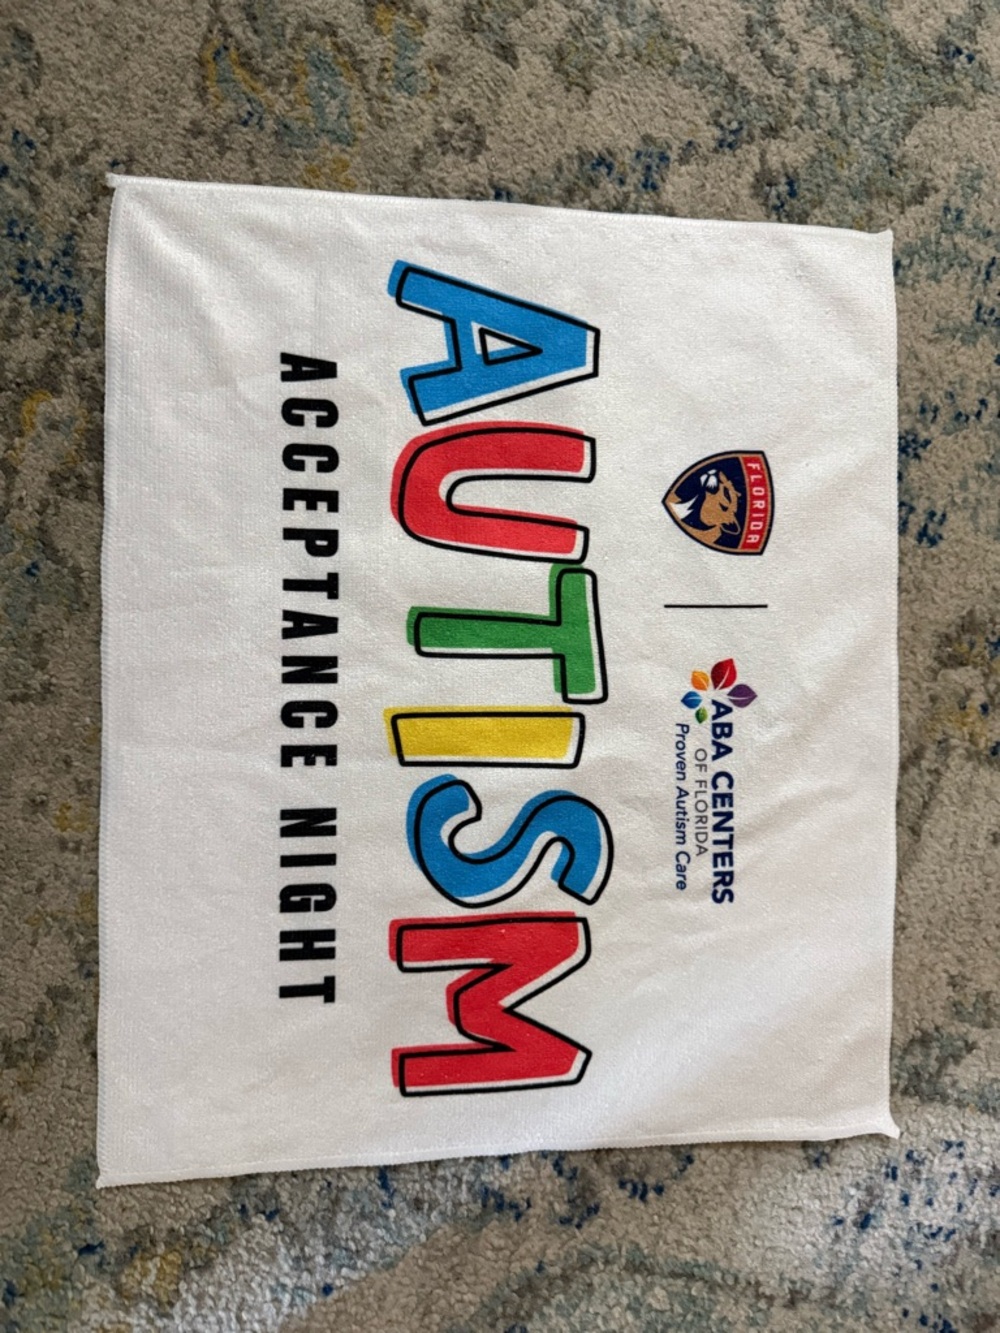 FLORIDA
ABA CENTERS
OF FLORIDA
Proven Autism Care
AUTISM
ACCEPTANCE NIGHT